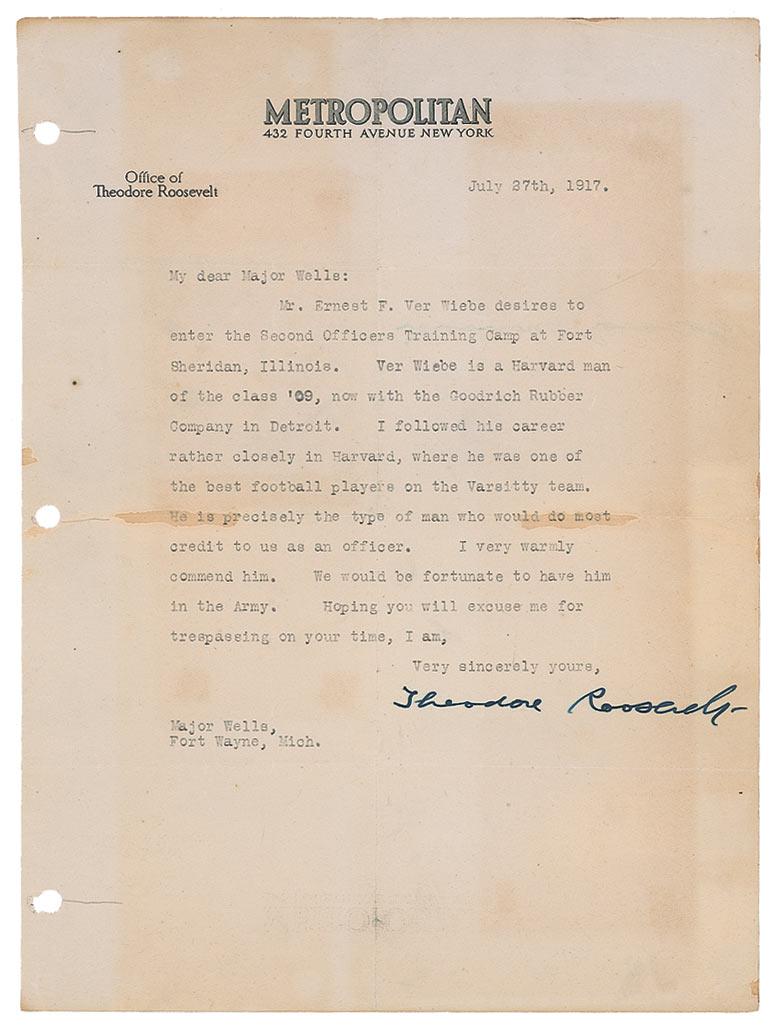 METROPOLITAN
432 FOURTH AVENUE NEW YORK
Office of
Theodore Roosevelt
July 27th, 1917.
My dear Major Wells:
Mr. Ernest F. Ver Wiebe desires to
enter the Second Officers Training Camp at Fort
Sheridan, Illinois. Ver Wiebe is a Harvard man
of the class '09, now with the Goodrich Rubber
Company in Detroit. I followed his career
rather closely in Harvard, where he was one of
the best football players on the Varsitty team.
He is precisely the type of man who would do most
credit to us as an officer. I very warmly
commend him. We would be fortunate to have him
in the Army. Hoping you will excuse me for
trespassing on your time, I am,
Very sincerely yours,
Theodore Roosevelt
Major Wells,
Fort Wayne, Mich.